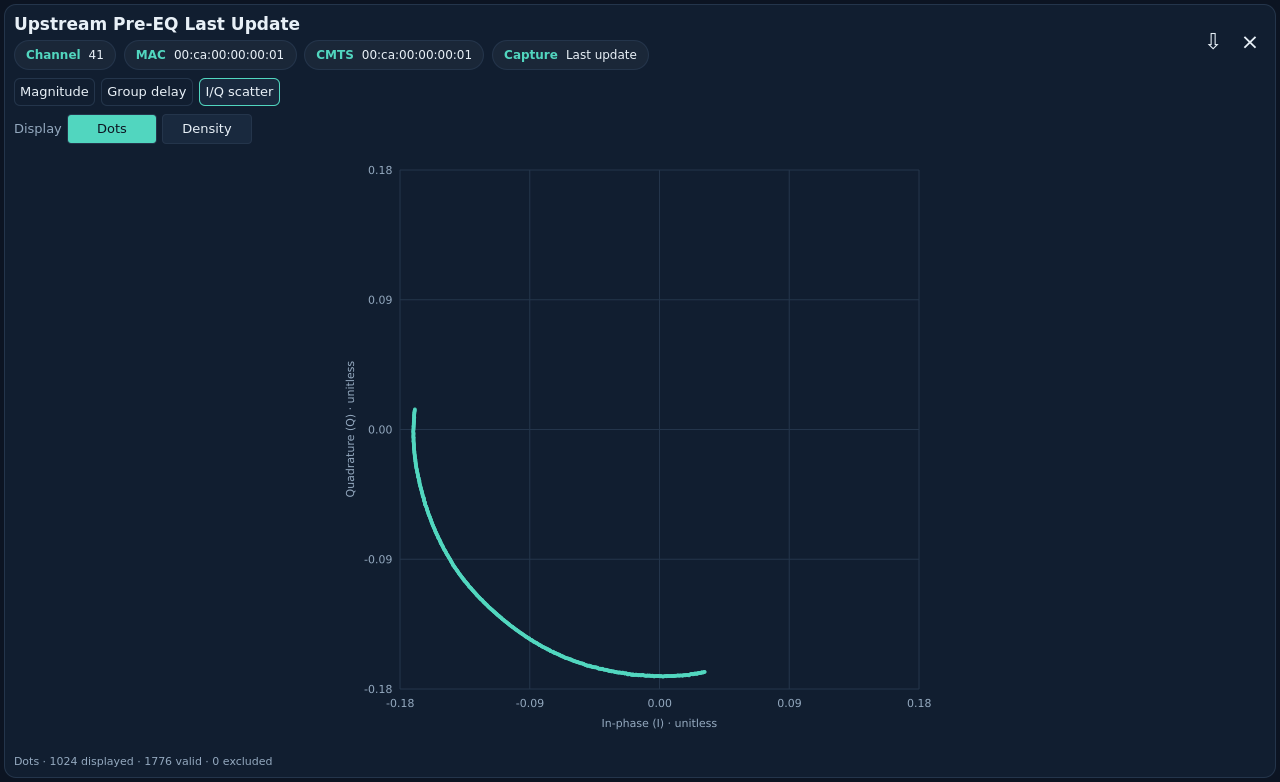 Upstream Pre-EQ Last Update
Channel 41 MAC 00:ca:00:00:00:01 CMTS 00:ca:00:00:00:01 Capture Last update
⇩ ✕
Magnitude Group delay I/Q scatter
Display Dots Density
0.18
0.09
0.00
-0.09
-0.18
Quadrature (Q) · unitless
-0.18 -0.09 0.00 0.09 0.18
In-phase (I) · unitless
Dots · 1024 displayed · 1776 valid · 0 excluded